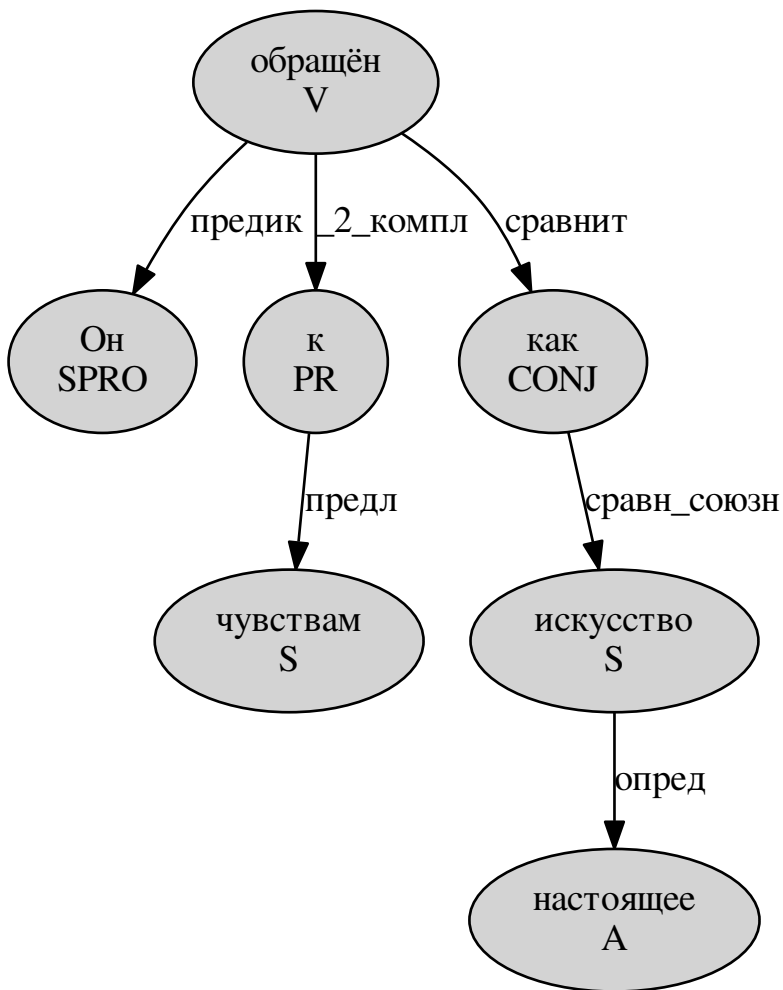 обращён
V
предик
_2_компл
сравнит
Он
SPRO
к
PR
как
CONJ
предл
сравн_союзн
чувствам
S
искусство
S
опред
настоящее
A